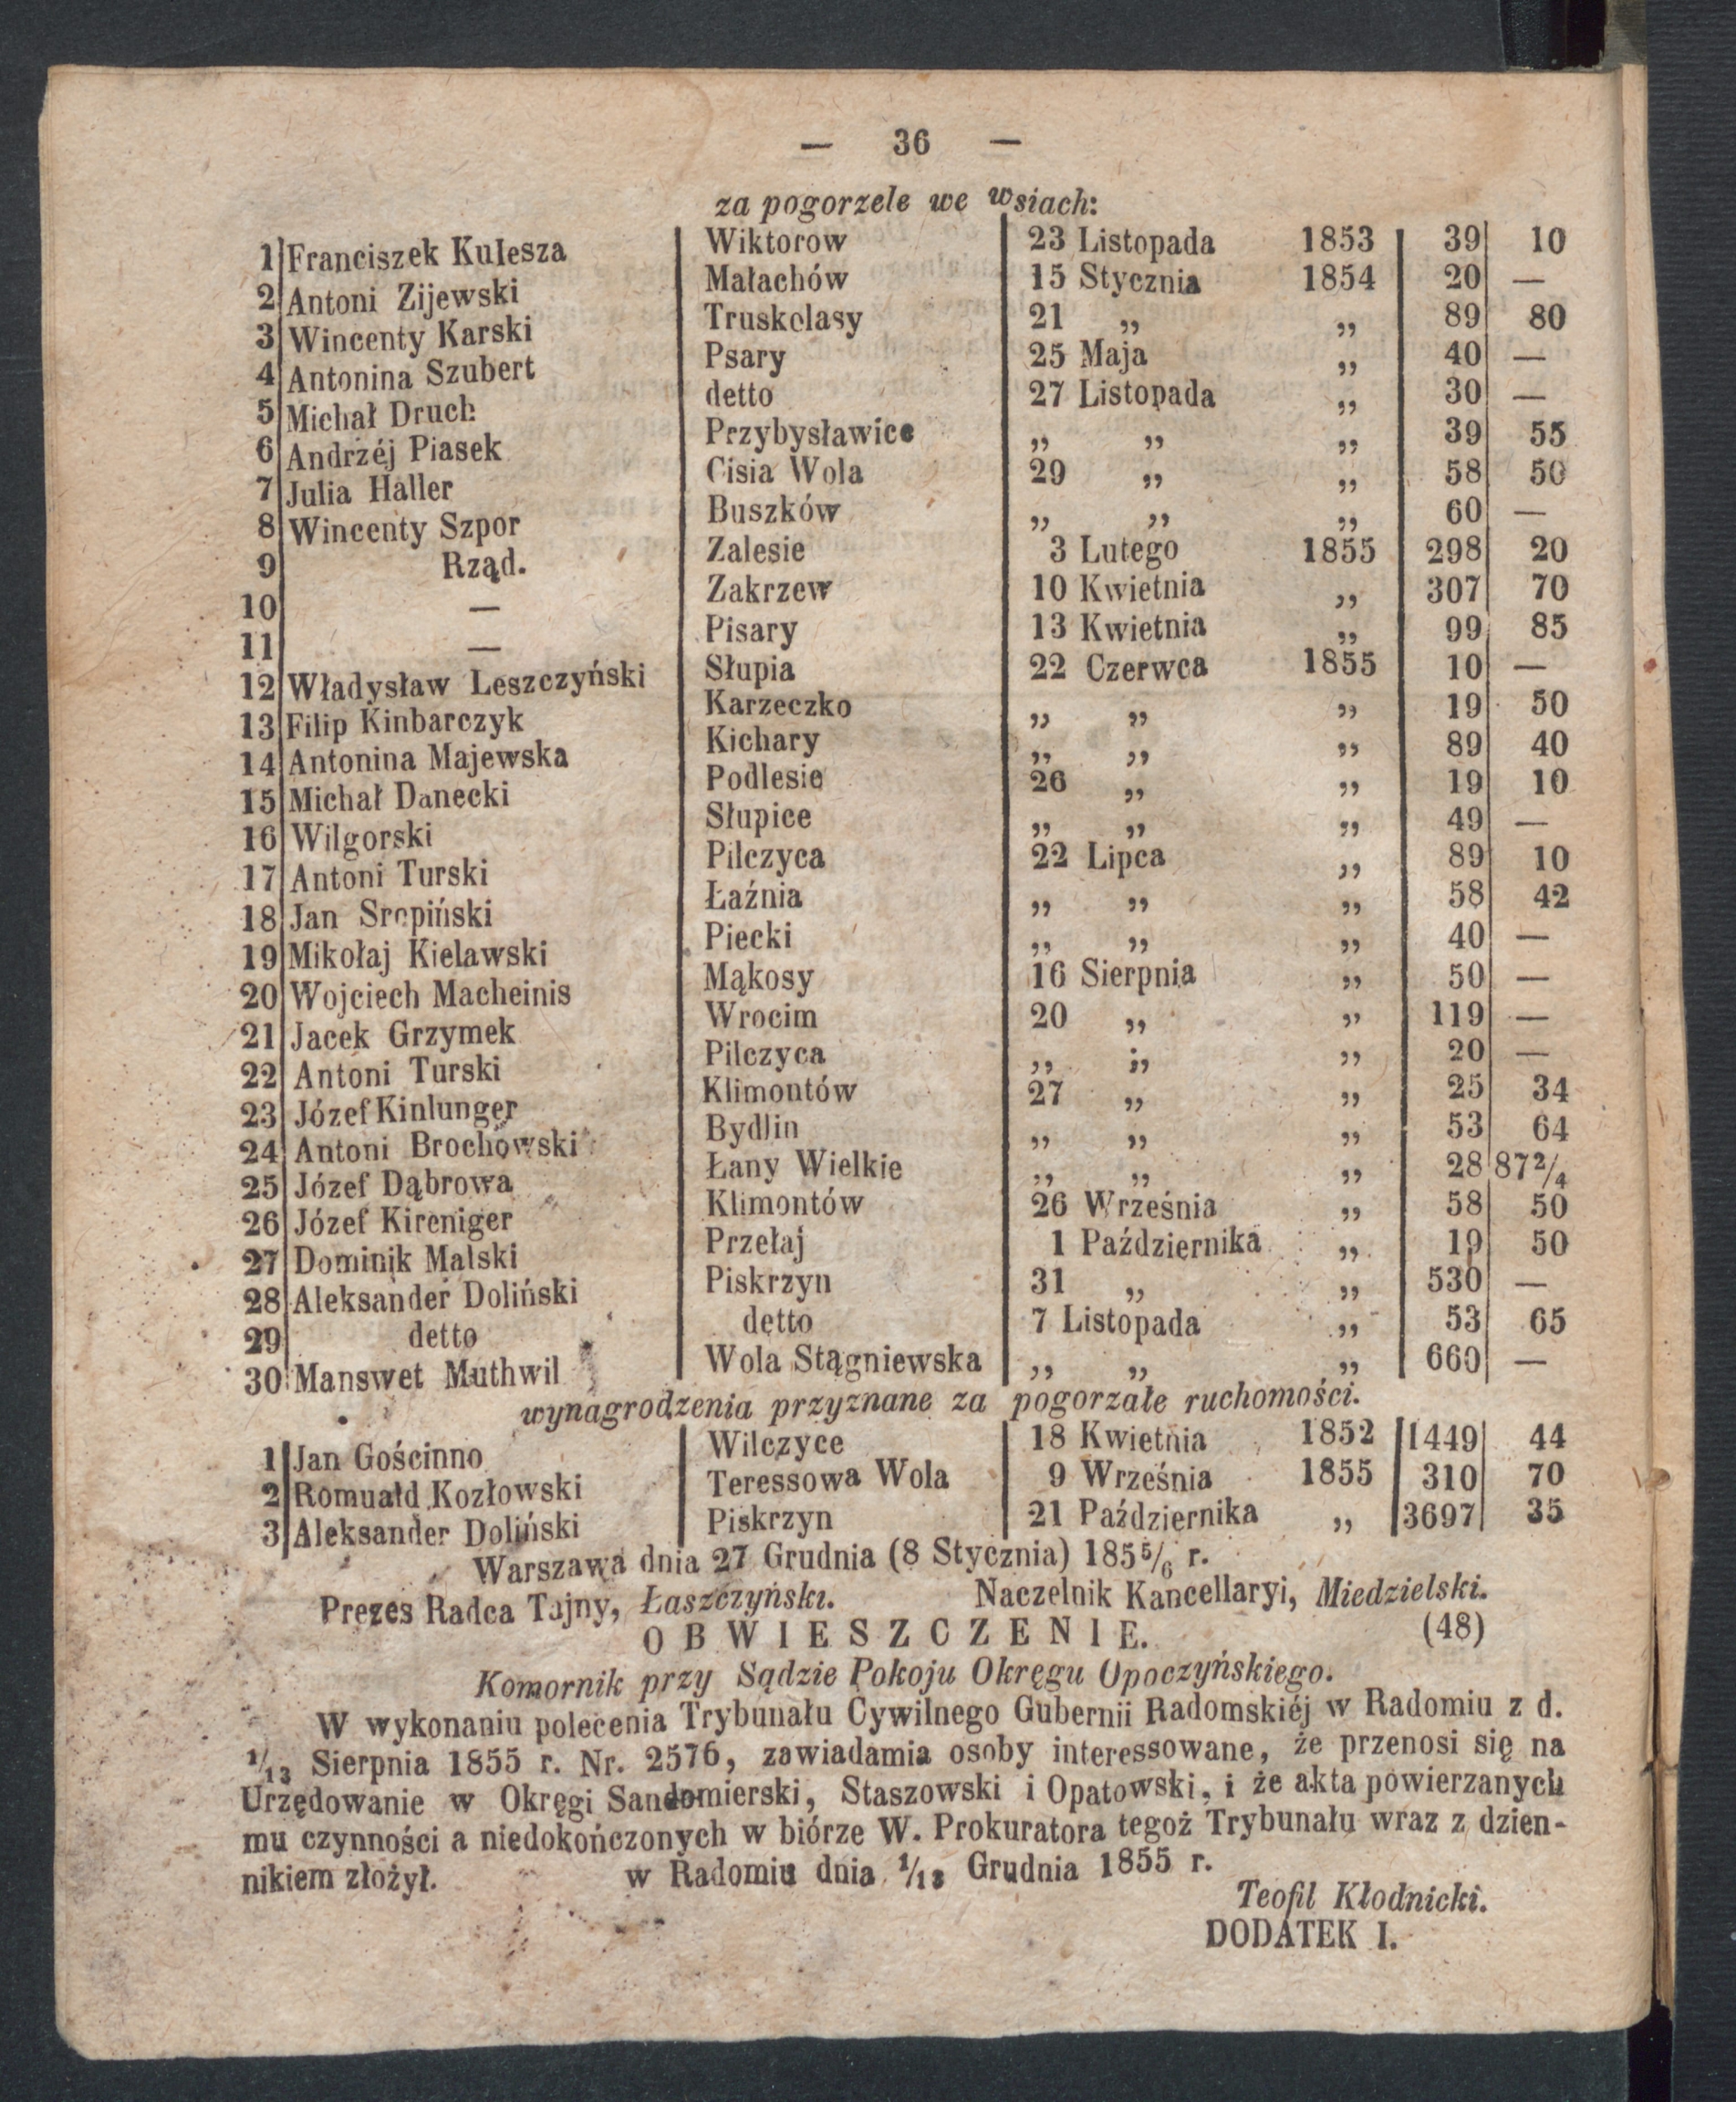 — 36 —
za pogorzele we wsiach:
1 Franciszek Kulesza Wiktorow 23 Listopada 1853 39 10
2 Antoni Zijewski Małachów 15 Stycznia 1854 20 —
3 Wincenty Karski Truskolasy 21 „ „ 89 80
4 Antonina Szubert Psary 25 Maja „ 40 —
5 Michał Druch detto 27 Listopada „ 30 —
6 Andrzéj Piasek Przybysławice „ „ „ 39 55
7 Julia Haller Cisia Wola 29 „ „ 58 50
8 Wincenty Szpor Buszków „ „ „ 60 —
9 Rząd. Zalesie 3 Lutego 1855 298 20
10 — Zakrzew 10 Kwietnia „ 307 70
11 — Pisary 13 Kwietnia „ 99 85
12 Władysław Leszczyński Słupia 22 Czerwca 1855 10 —
13 Filip Kinbarczyk Karzeczko „ „ „ 19 50
14 Antonina Majewska Kichary „ „ „ 89 40
15 Michał Danecki Podlesie 26 „ „ 19 10
16 Wilgorski Słupice „ „ „ 49 —
17 Antoni Turski Pilczyca 22 Lipca „ 89 10
18 Jan Łaźnia „ „ „ 58 42
19 Mikołaj Kielawski Piecki „ „ „ 40 —
20 Wojciech Macheinis Mąkosy 16 Sierpnia „ 50 —
21 Jacek Grzymek Wrocim 20 „ „ 119 —
22 Antoni Turski Pilczyca „ „ „ 20 —
23 Józef Kinlunger Klimontów 27 „ „ 25 34
24 Antoni Brochowski Bydlin „ „ „ 53 64
25 Józef Dąbrowa Łany Wielkie „ „ „ 28 87 2/4
26 Józef Kireniger Klimontów 26 Września „ 58 50
27 Dominik Malski Przełaj 1 Października „ 19 50
28 Aleksander Doliński Piskrzyn 31 „ „ 530 —
29 detto detto 7 Listopada „ 53 65
30 Manswet Muthwil Wola Stągniewska „ „ „ 660 —
wynagrodzenia przyznane za pogorzałe ruchomości.
1 Jan Gościnno Wilczyce 18 Kwietnia 1852 1449 44
2 Romuald Kozłowski Teressowa Wola 9 Września 1855 310 70
3 Aleksander Doliński Piskrzyn 21 Października „ 3697 35
Warszawa dnia 27 Grudnia (8 Stycznia) 185 5/6 r.
Prezes Radca Tajny, Łaszczyński. Naczelnik Kancellaryi, Miedzielski.
OBWIESZCZENIE. (48)
Komornik przy Sądzie Pokoju Okręgu Opoczyńskiego.
W wykonaniu polecenia Trybunału Cywilnego Gubernii Radomskiéj w Radomiu z d.
1/13 Sierpnia 1855 r. Nr. 2576, zawiadamia osoby interessowane, że przenosi się na
Urzędowanie w Okręgi Sandomierski, Staszowski i Opatowski, i że akta powierzanych
mu czynności a niedokończonych w biórze W. Prokuratora tegoż Trybunału wraz z dzien-
nikiem złożył. w Radomiu dnia 1/13 Grudnia 1855 r.
Teofil Kłodnicki.
DODATEK I.